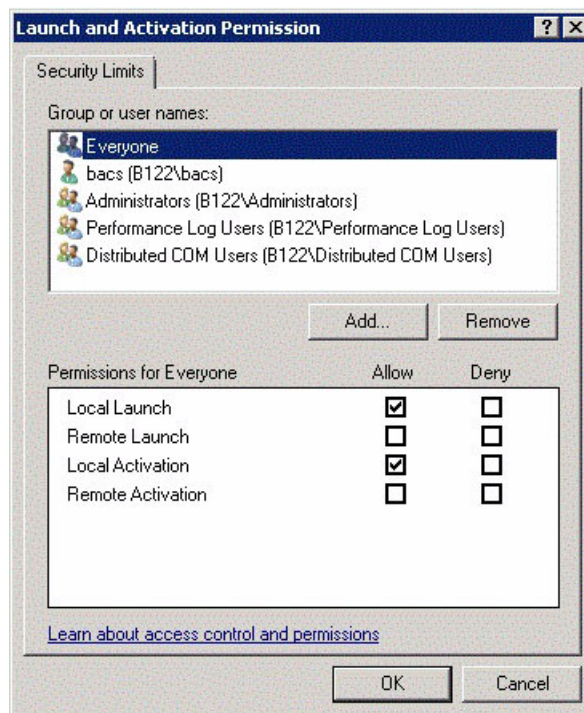 Launch and Activation Permission ? X
Security Limits
Group or user names:
Everyone
bacs (B122\bacs)
Administrators (B122\Administrators)
Performance Log Users (B122\Performance Log Users)
Distributed COM Users (B122\Distributed COM Users)
Add... Remove
Permissions for Everyone Allow Deny
Local Launch
Remote Launch
Local Activation
Remote Activation
Learn about access control and permissions
OK Cancel